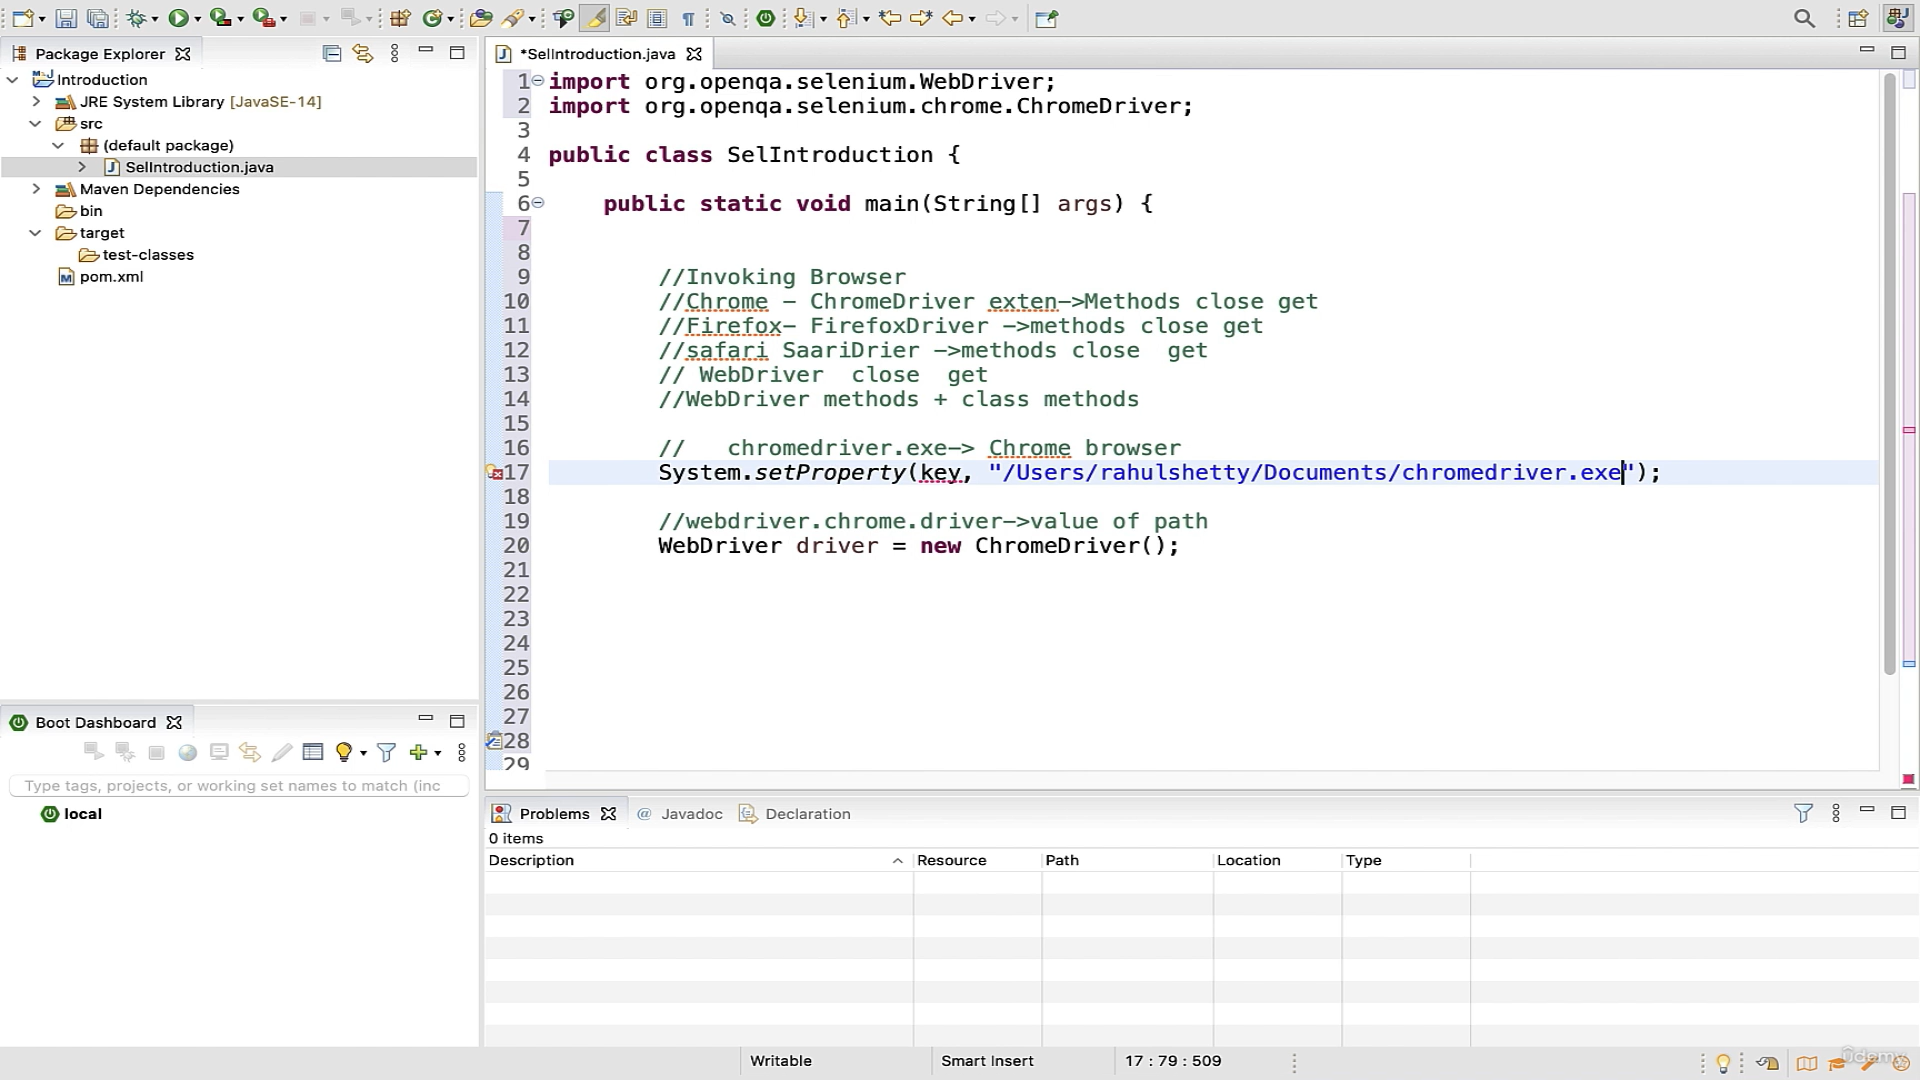 Package Explorer
Introduction
JRE System Library [JavaSE-14]
src
(default package)
SelIntroduction.java
Maven Dependencies
bin
target
test-classes
pom.xml
*SelIntroduction.java
1 import org.openqa.selenium.WebDriver;
2 import org.openqa.selenium.chrome.ChromeDriver;
3
4 public class SelIntroduction {
5
6 public static void main(String[] args) {
7
8
9 //Invoking Browser
10 //Chrome - ChromeDriver exten->Methods close get
11 //Firefox- FirefoxDriver ->methods close get
12 //safari SaariDrier ->methods close  get
13 // WebDriver  close  get
14 //WebDriver methods + class methods
15
16 //   chromedriver.exe-> Chrome browser
17 System.setProperty(key, "/Users/rahulshetty/Documents/chromedriver.exe");
18
19 //webdriver.chrome.driver->value of path
20 WebDriver driver = new ChromeDriver();
21
22
23
24
25
26
27
28
29
Boot Dashboard
Type tags, projects, or working set names to match (inc
local
Problems Javadoc Declaration
0 items
Description Resource Path Location Type
Writable Smart Insert 17 : 79 : 509
ûdemy